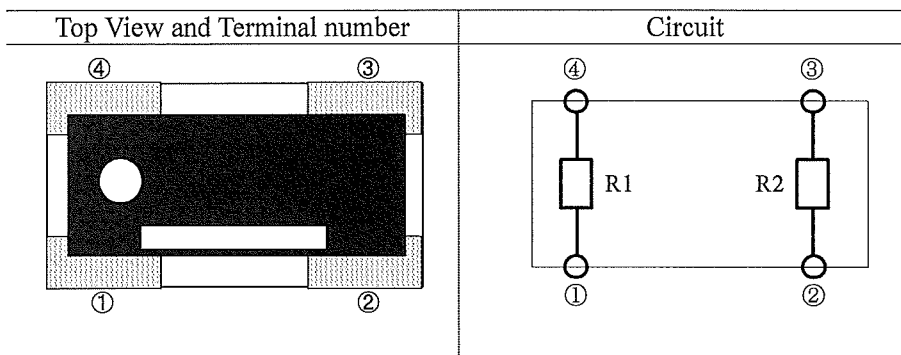 Top View and Terminal number
Circuit
④ ③
① ②
④ ③
R1 R2
① ②